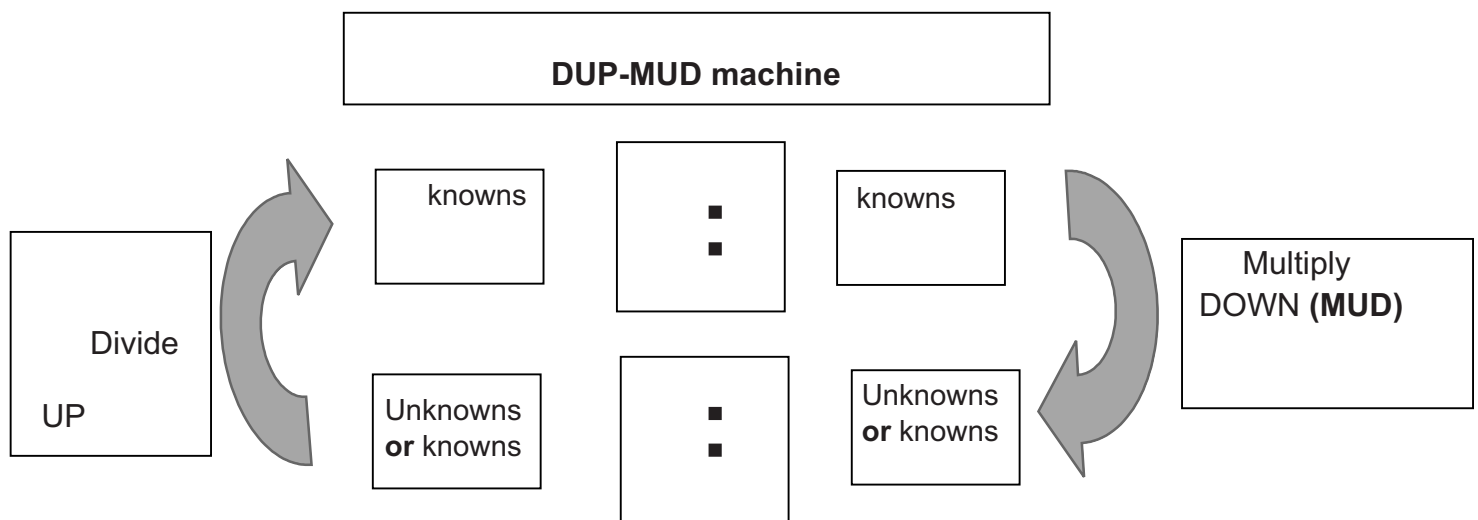 DUP-MUD machine
knowns
:
knowns
Divide
UP
Multiply
DOWN (MUD)
Unknowns
or knowns
:
Unknowns
or knowns